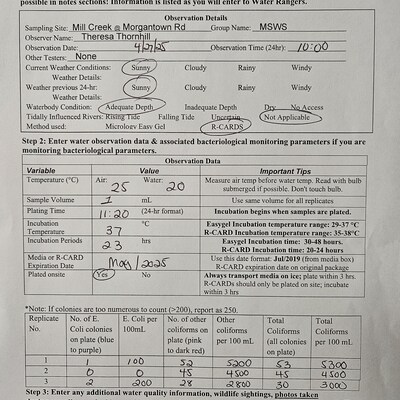 possible in notes sections: Information is listed as you will enter to Water Rangers.
Observation Details
Sampling Site: Mill Creek @ Morgantown Rd Group Name: MSWS
Observer Name: Theresa Thornhill
Observation Date: 4/27/25 Observation Time (24hr): 10:00
Other Testers: None
Current Weather Conditions: Sunny Cloudy Rainy Windy
Weather Details:
Weather previous 24-hr: Sunny Cloudy Rainy Windy
Weather Details:
Waterbody Condition: Adequate Depth Inadequate Depth Dry No Access
Tidally Influenced Rivers: Rising Tide Falling Tide Uncertain Not Applicable
Method used: Microloev Easy Gel R-CARDS
Step 2: Enter water observation data & associated bacteriological monitoring parameters if you are
monitoring bacteriological parameters.
Observation Data
Variable Value Important Tips
Temperature (°C) Air: 25 Water: 20 Measure air temp before water temp. Read with bulb
submerged if possible. Don't touch bulb.
Sample Volume 1 mL Use same volume for all replicates
Plating Time 11:20 (24-hr format) Incubation begins when samples are plated.
Incubation Temperature 37 °C Easygel Incubation temperature range: 29-37 °C
R-CARD Incubation temperature range: 35-38°C
Incubation Periods 23 hrs Easygel Incubation time: 30-48 hours.
R-CARD Incubation time: 20-24 hours
Media or R-CARD Expiration Date May/2025 Use this date format: Jul/2019 (from media box)
R-CARD expiration date on original package
Plated onsite Yes No Always transport media on ice; plate within 3 hrs.
R-CARDs should only be plated on site; incubate
within 3 hrs
*Note: If colonies are too numerous to count (>200), report as 250.
Replicate No. No. of E. Coli colonies on plate (blue to purple) E. Coli per 100mL No. of other coliforms on plate (pink to dark red) Other Coliforms per 100 mL Total Coliforms (all colonies on plate) Total Coliforms per 100 mL
1 1 100 52 5200 53 5300
2 0 0 45 4500 45 4500
3 2 200 28 2800 30 3000
Step 3: Enter any additional water quality information, wildlife sightings, photos taken